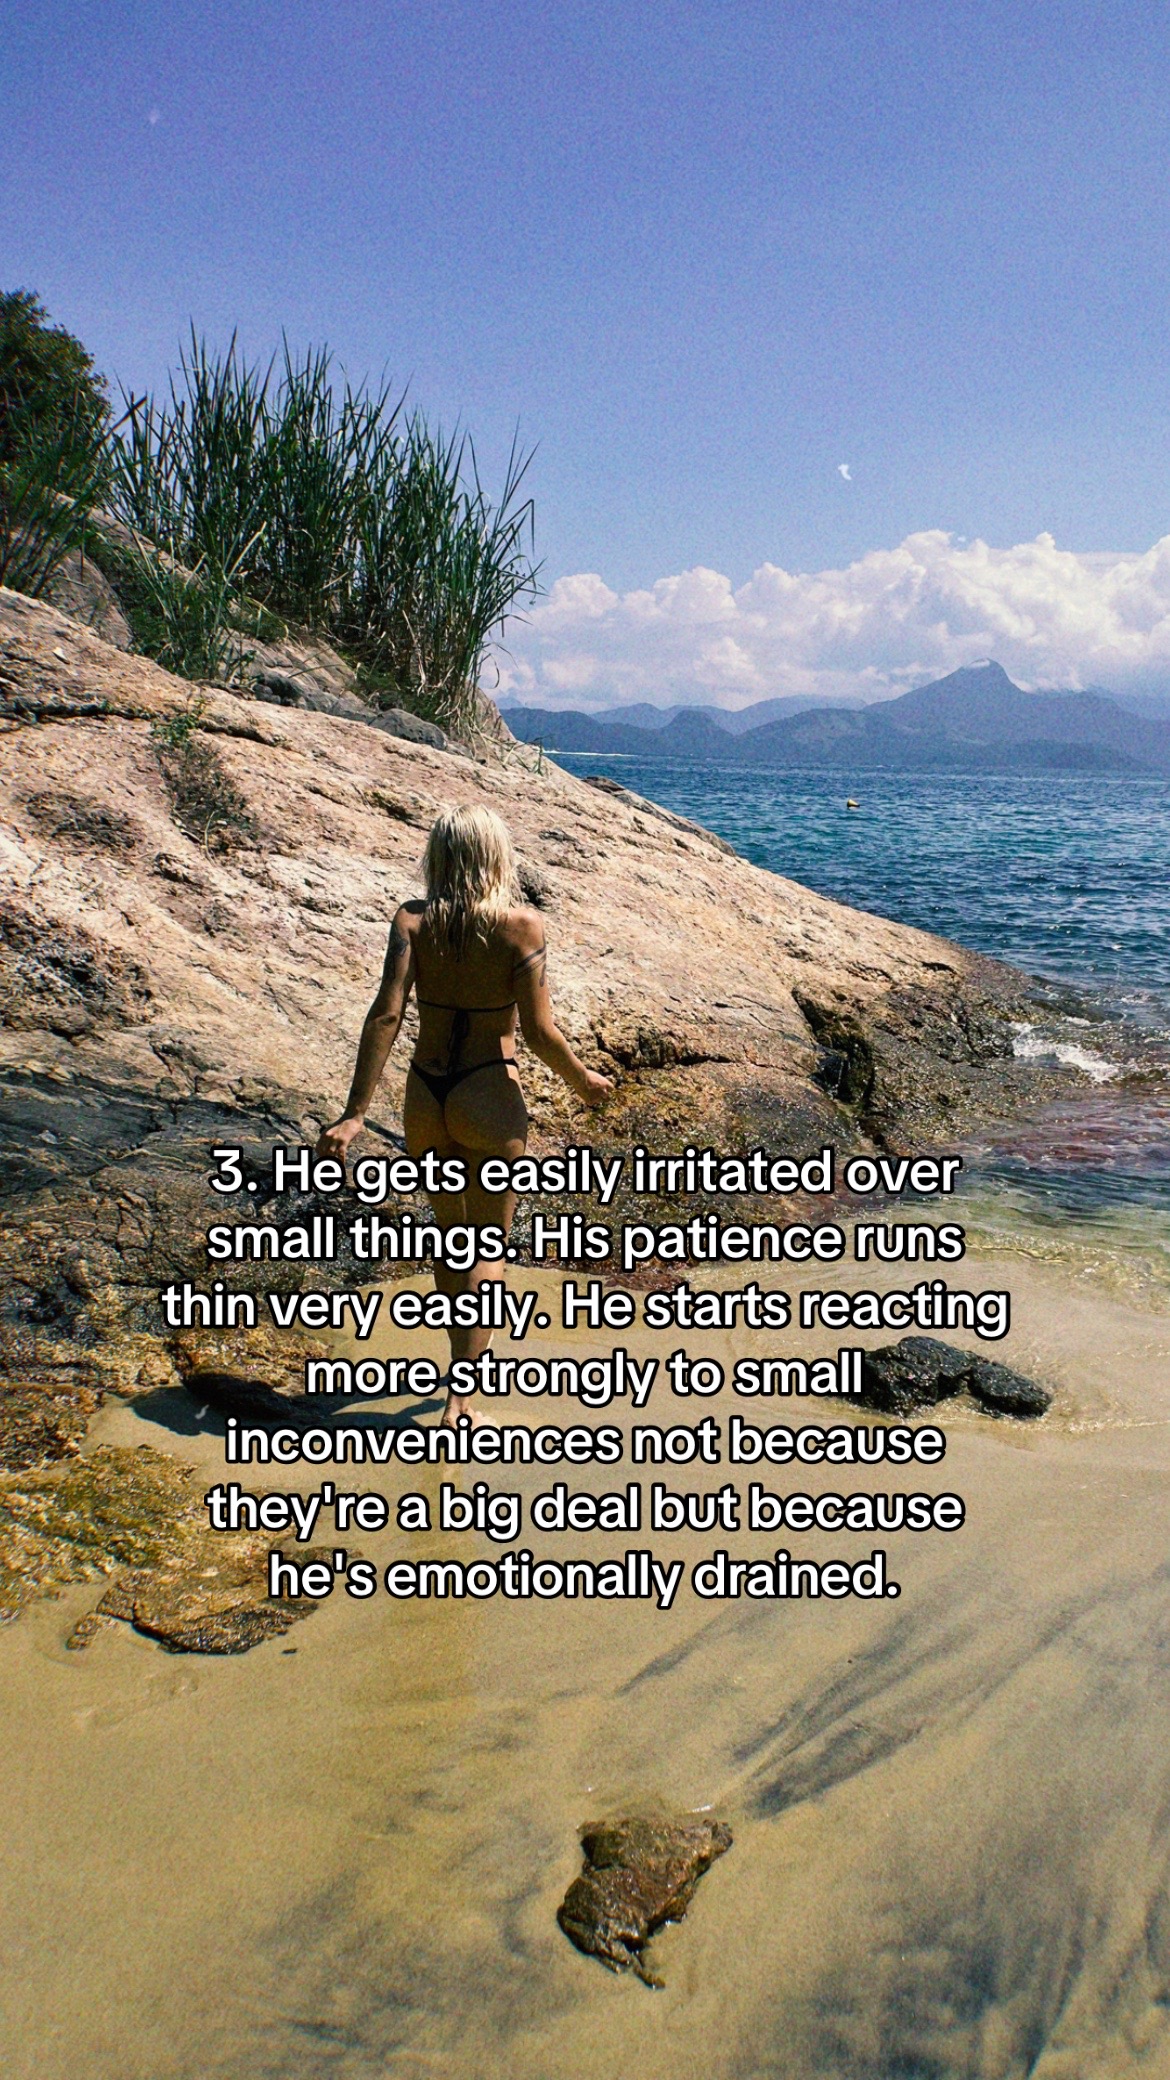 3. He gets easily irritated over
small things. His patience runs
thin very easily. He starts reacting
more strongly to small
inconveniences not because
they're a big deal but because
he's emotionally drained.